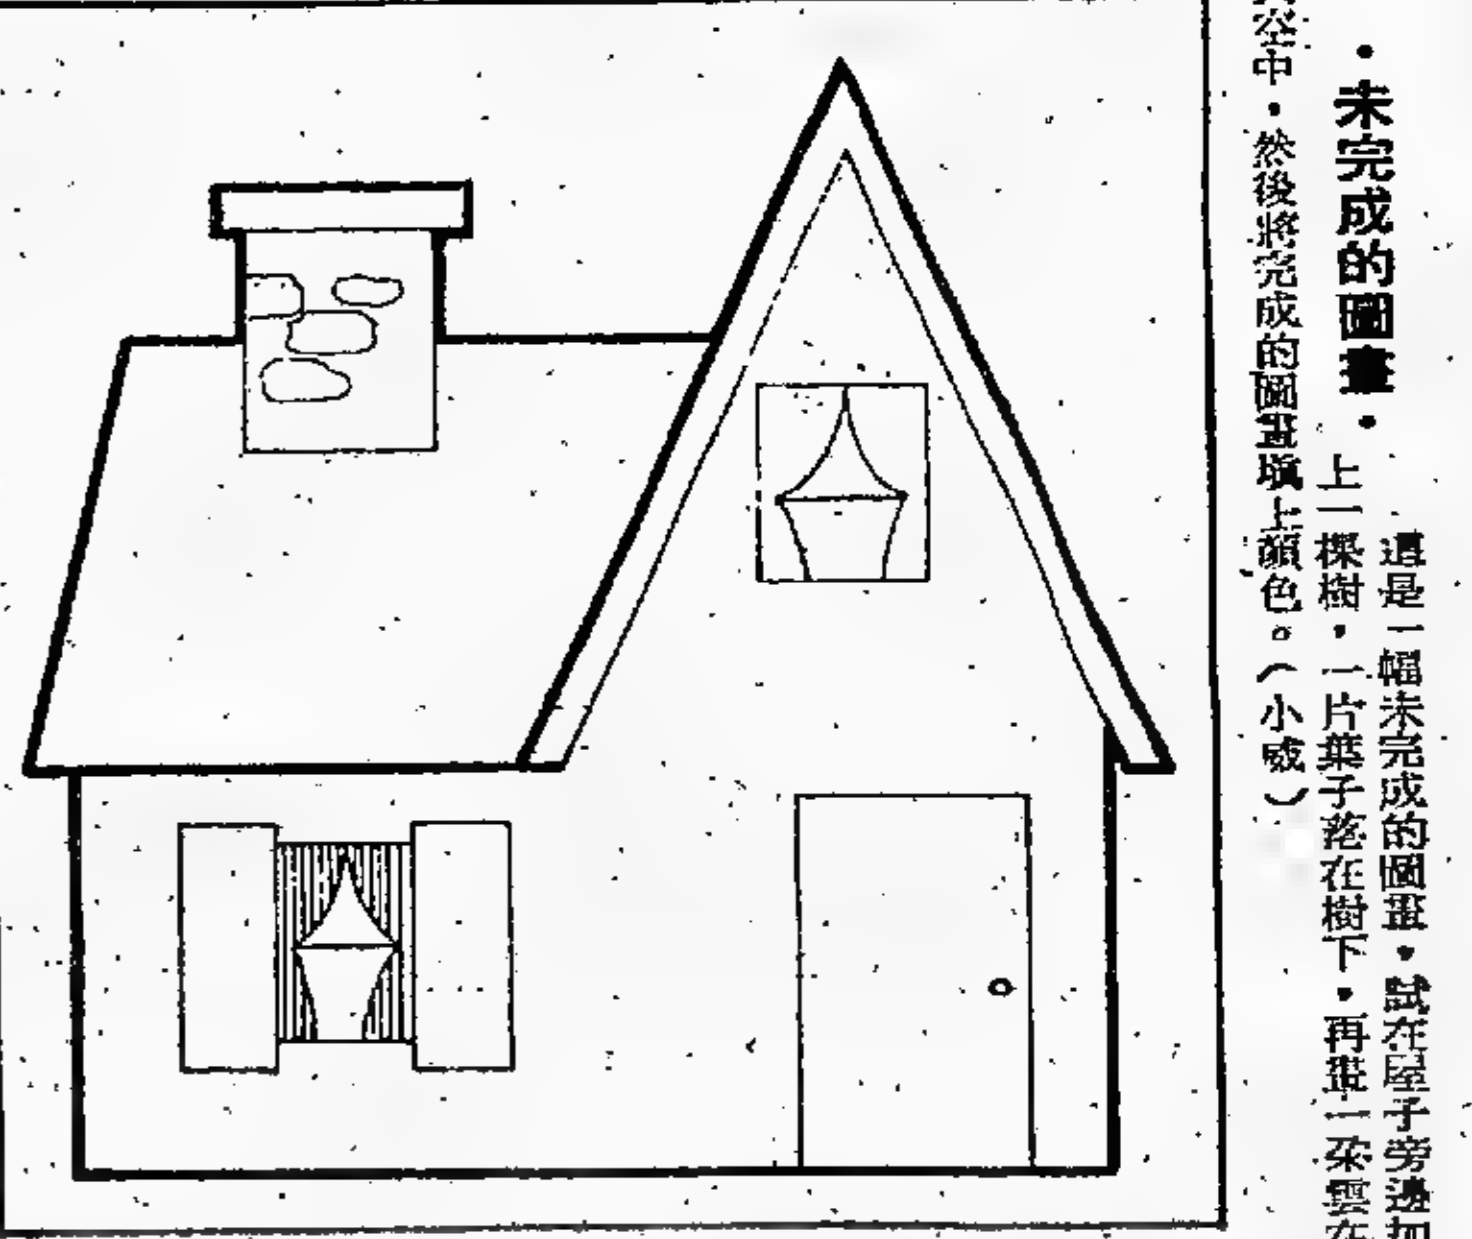 •未完成的圖畫•
這是一幅未完成的圖畫，試在屋子旁邊加
上一棵樹，一片葉子落在樹下，再畫一朵雲在
空中，然後將完成的圖畫填上顏色。（小威）